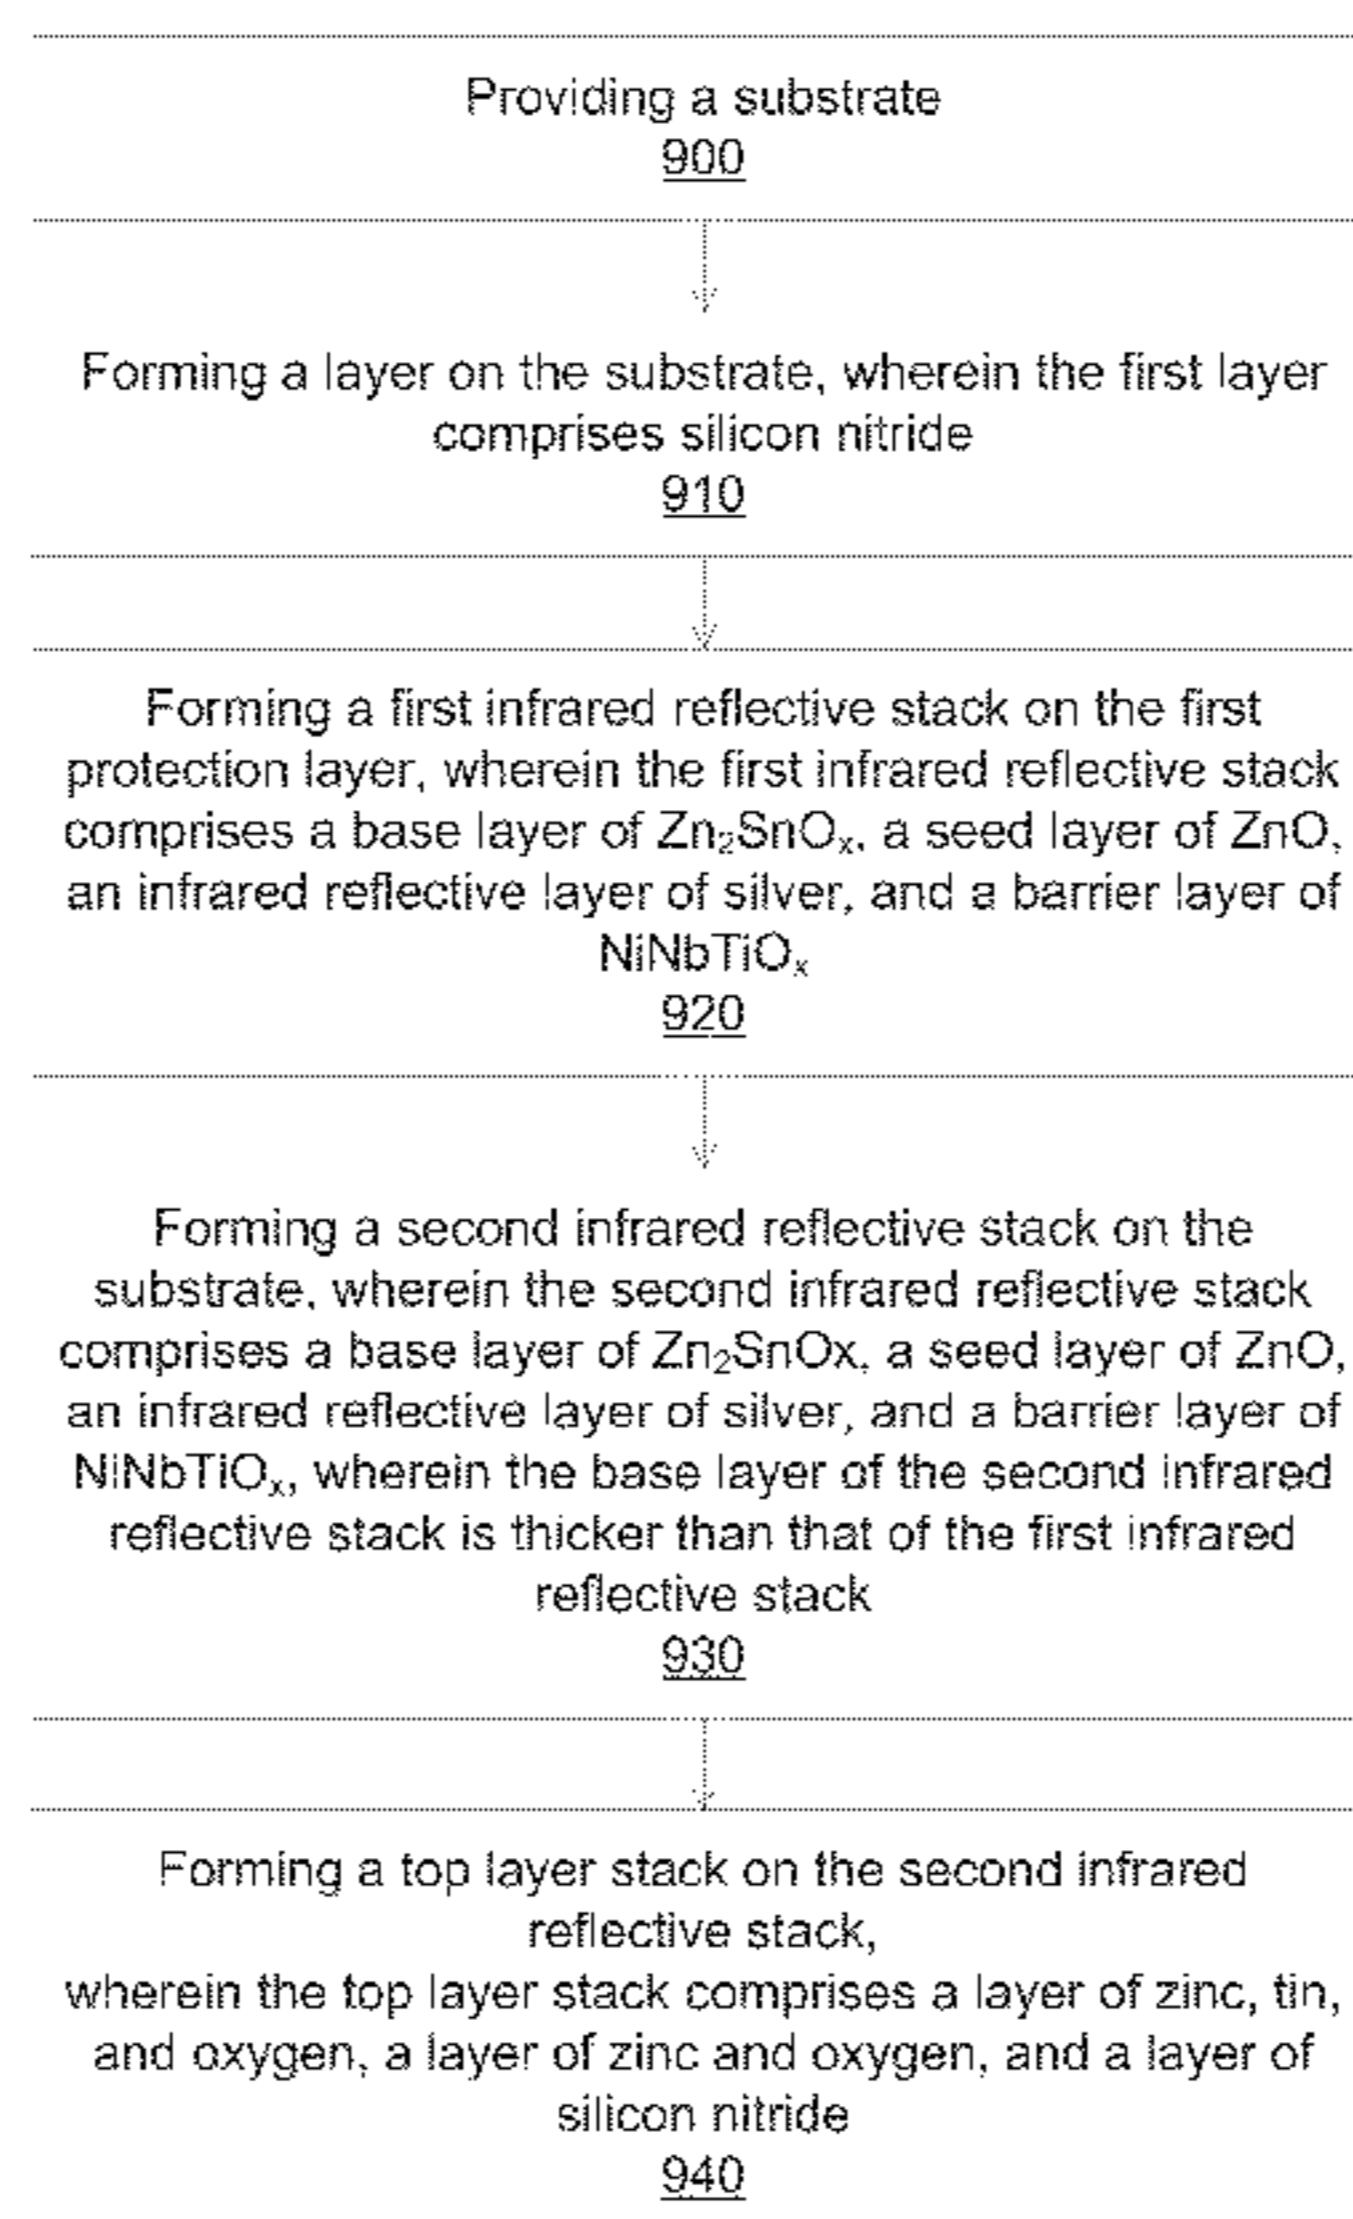 Providing a substrate
900
Forming a layer on the substrate, wherein the first layer
comprises silicon nitride
910
Forming a first infrared reflective stack on the first
protection layer, wherein the first infrared reflective stack
comprises a base layer of Zn₂SnOₓ, a seed layer of ZnO,
an infrared reflective layer of silver, and a barrier layer of
NiNbTiOₓ
920
Forming a second infrared reflective stack on the
substrate, wherein the second infrared reflective stack
comprises a base layer of Zn₂SnOx, a seed layer of ZnO,
an infrared reflective layer of silver, and a barrier layer of
NiNbTiOₓ, wherein the base layer of the second infrared
reflective stack is thicker than that of the first infrared
reflective stack
930
Forming a top layer stack on the second infrared
reflective stack,
wherein the top layer stack comprises a layer of zinc, tin,
and oxygen, a layer of zinc and oxygen, and a layer of
silicon nitride
940